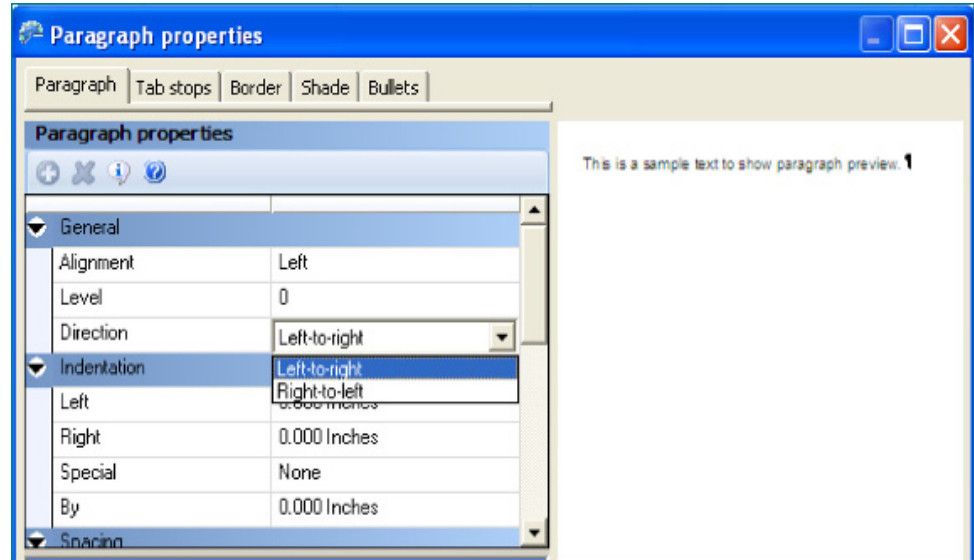 Paragraph properties
Paragraph Tab stops Border Shade Bullets
Paragraph properties
This is a sample text to show paragraph preview. 1
General
Alignment Left
Level 0
Direction Left-to-right
Left-to-right
Indentation
Right-to-left
Left Inches
Right 0.000 Inches
Special None
By 0.000 Inches
Spacing